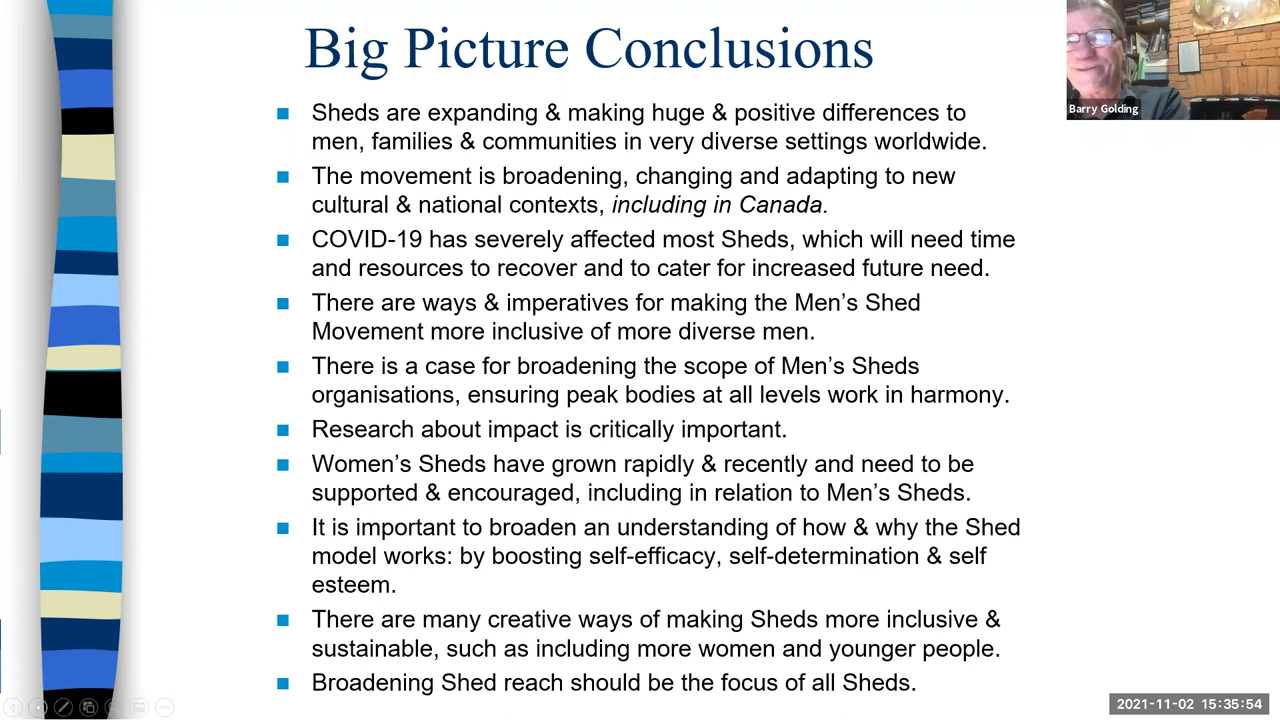 Big Picture Conclusions
Barry Golding
Sheds are expanding & making huge & positive differences to
men, families & communities in very diverse settings worldwide.
The movement is broadening, changing and adapting to new
cultural & national contexts, including in Canada.
COVID-19 has severely affected most Sheds, which will need time
and resources to recover and to cater for increased future need.
There are ways & imperatives for making the Men's Shed
Movement more inclusive of more diverse men.
There is a case for broadening the scope of Men's Sheds
organisations, ensuring peak bodies at all levels work in harmony.
Research about impact is critically important.
Women's Sheds have grown rapidly & recently and need to be
supported & encouraged, including in relation to Men's Sheds.
It is important to broaden an understanding of how & why the Shed
model works: by boosting self-efficacy, self-determination & self
esteem.
There are many creative ways of making Sheds more inclusive &
sustainable, such as including more women and younger people.
Broadening Shed reach should be the focus of all Sheds.
2021-11-02 15:35:54